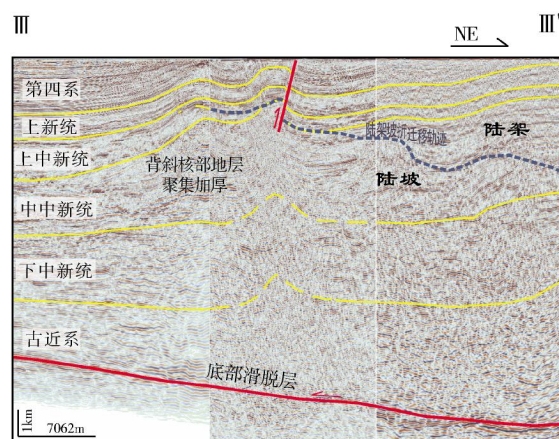 III
III'
NE
第四系
上新统
上中新统
中中新统
下中新统
古近系
背斜核部地层
聚集加厚
陆架坡折迁移轨迹
陆架
陆坡
底部滑脱层
1km
7062m